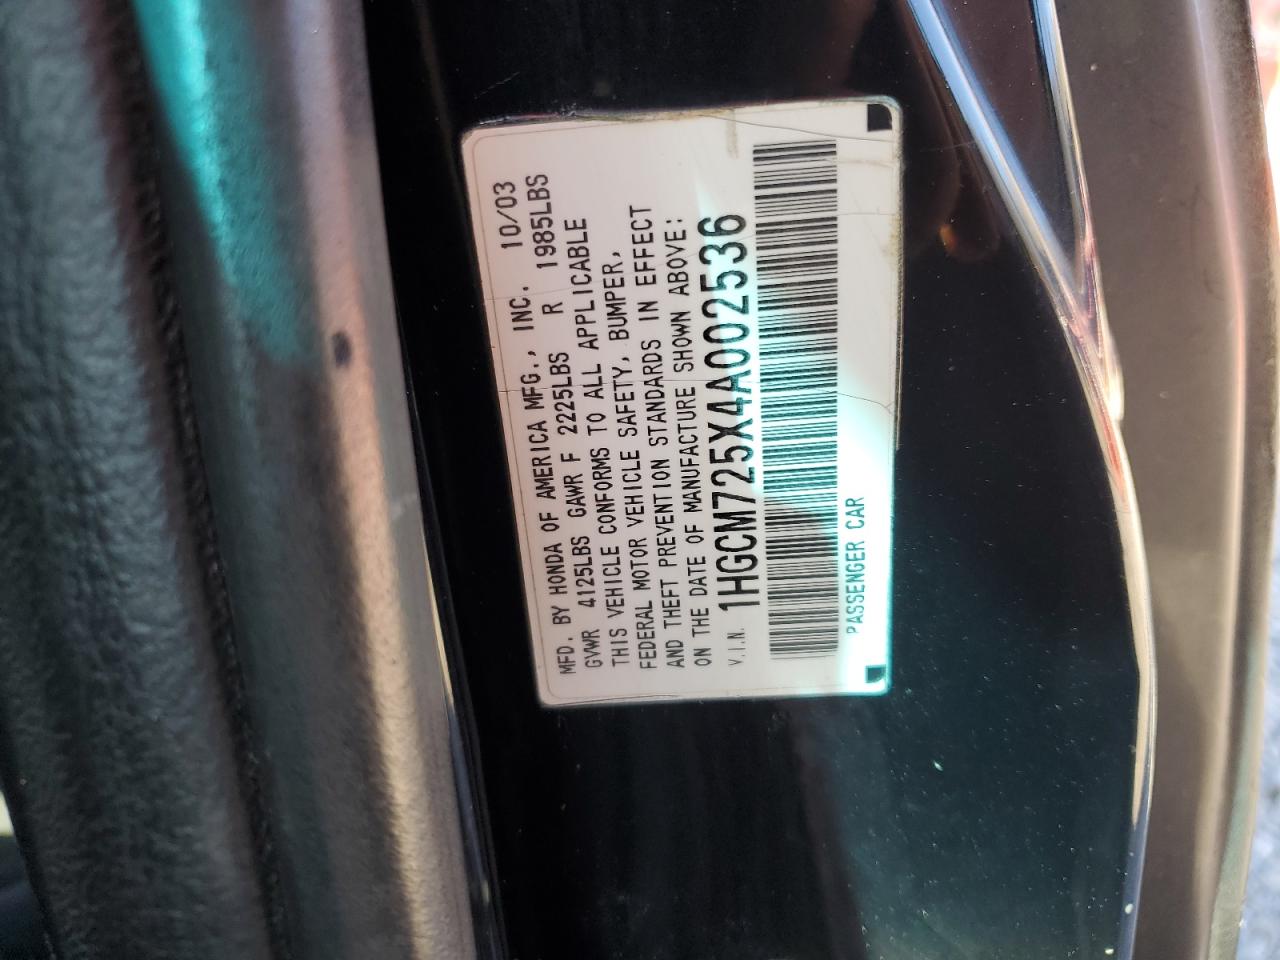 MFD. BY HONDA OF AMERICA MFG., INC. 10/03
GVWR 4125LBS GAWR F 2225LBS R 1985LBS
THIS VEHICLE CONFORMS TO ALL APPLICABLE
FEDERAL MOTOR VEHICLE SAFETY, BUMPER,
AND THEFT PREVENTION STANDARDS IN EFFECT
ON THE DATE OF MANUFACTURE SHOWN ABOVE:
V.I.N. 1HGCM725X4A002536
PASSENGER CAR